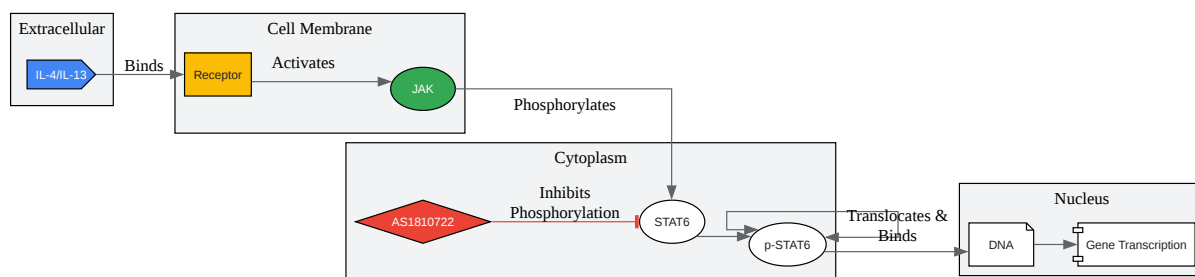 Extracellular
IL-4/IL-13
Binds
Cell Membrane
Receptor
Activates
JAK
Phosphorylates
Cytoplasm
AS1810722
Inhibits
Phosphorylation
STAT6
p-STAT6
Translocates &
Binds
Nucleus
DNA
Gene Transcription